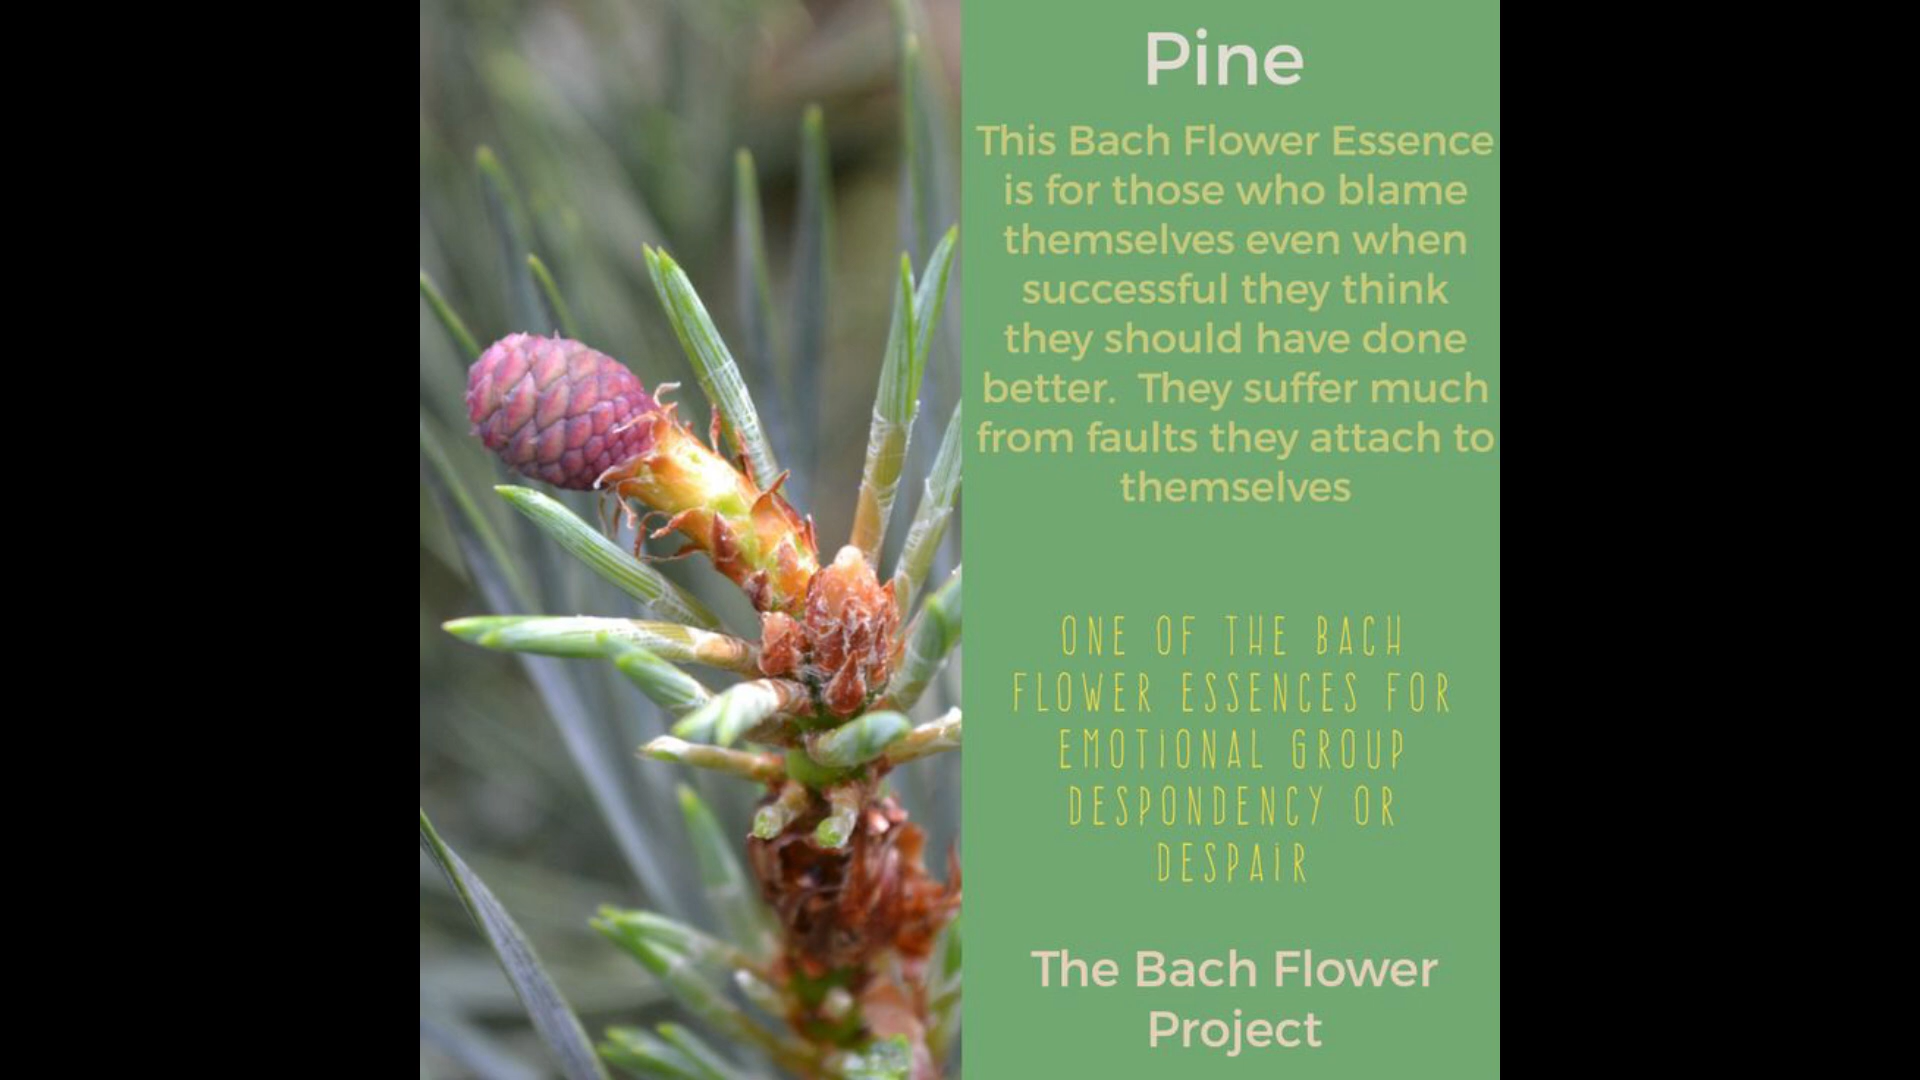 Pine
This Bach Flower Essence
is for those who blame
themselves even when
successful they think
they should have done
better.  They suffer much
from faults they attach to
themselves
ONE OF THE BACH
FLOWER ESSENCES FOR
EMOTIONAL GROUP
DESPONDENCY OR
DESPAIR
The Bach Flower
Project